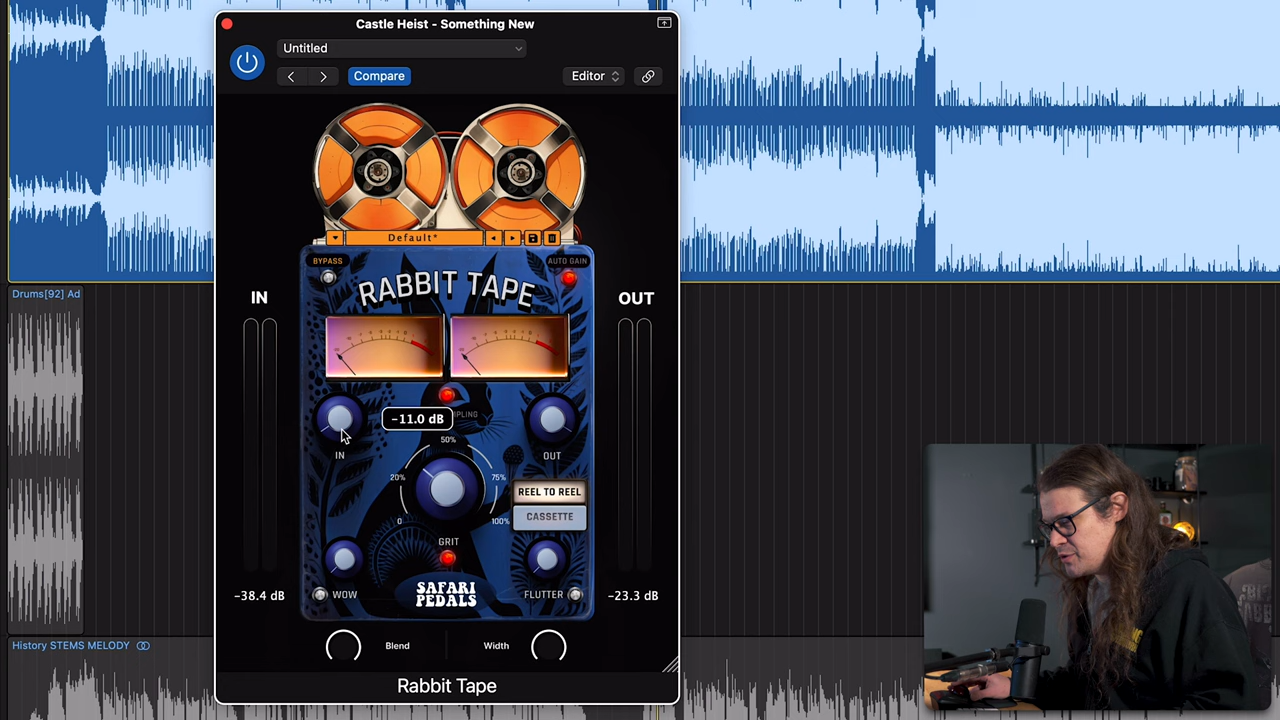 Castle Heist - Something New
Untitled
Compare
Editor
Default*
BYPASS
AUTO GAIN
RABBIT TAPE
IN
OUT
Drums[92] Ad
-11.0 dB
IN
OUT
50%
20%
75%
0
100%
REEL TO REEL
CASSETTE
GRIT
WOW
SAFARI
PEDALS
FLUTTER
-38.4 dB
-23.3 dB
History STEMS MELODY
Blend
Width
Rabbit Tape